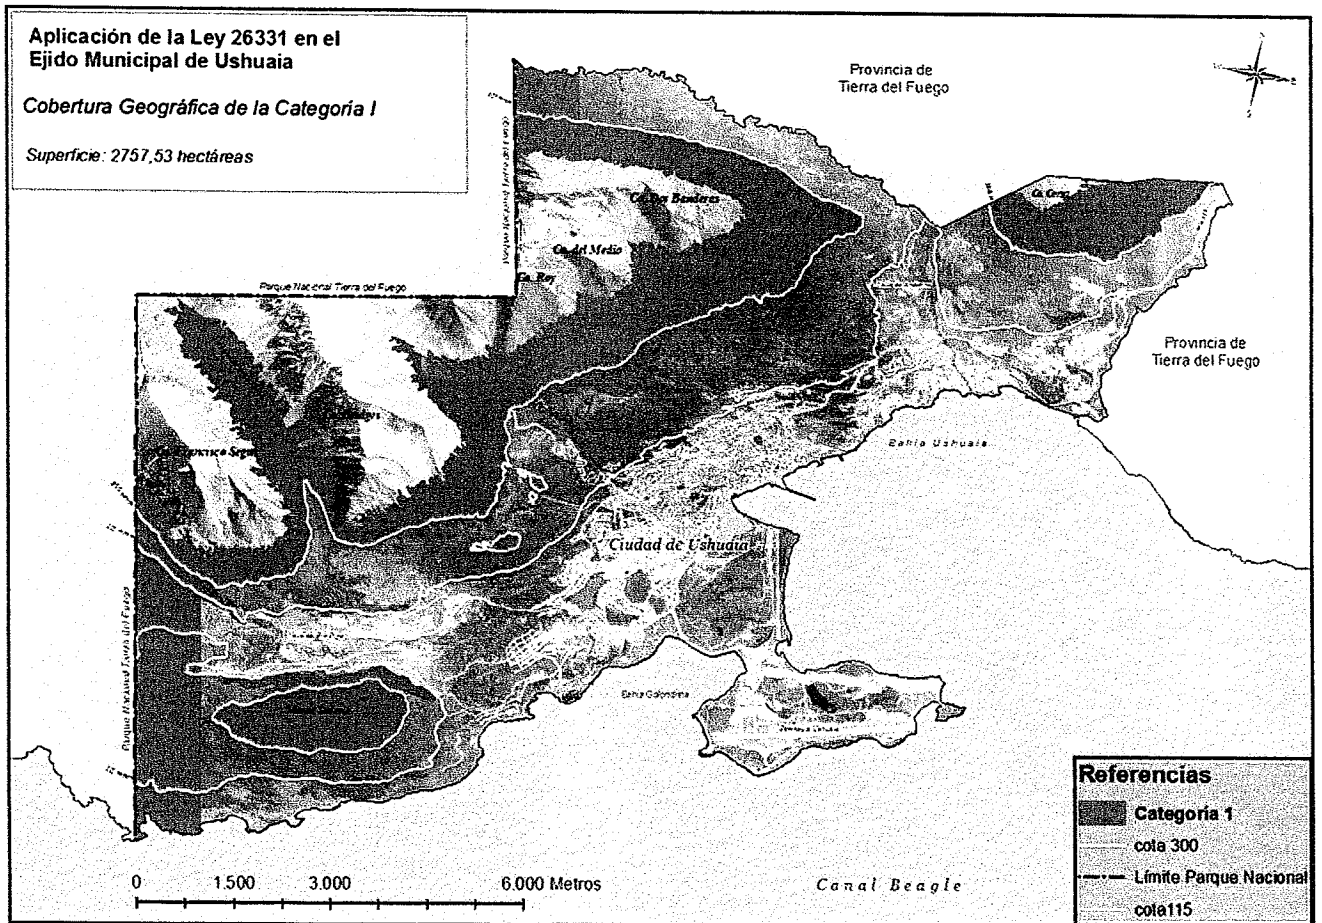 Aplicación de la Ley 26331 en el
Ejido Municipal de Ushuaia
Cobertura Geográfica de la Categoría I
Superficie: 2757,53 hectáreas
Provincia de
Tierra del Fuego
Co. Dos Banderas
Co. del Medio
Co. Roy
Parque Nacional Tierra del Fuego
Provincia de
Tierra del Fuego
Bahía Ushuaia
Ciudad de Ushuaia
Parque Nacional Tierra del Fuego
Bahía Golondrina
0 1.500 3.000 6.000 Metros
Canal Beagle
Referencias
Categoría 1
cota 300
Límite Parque Nacional
cota115